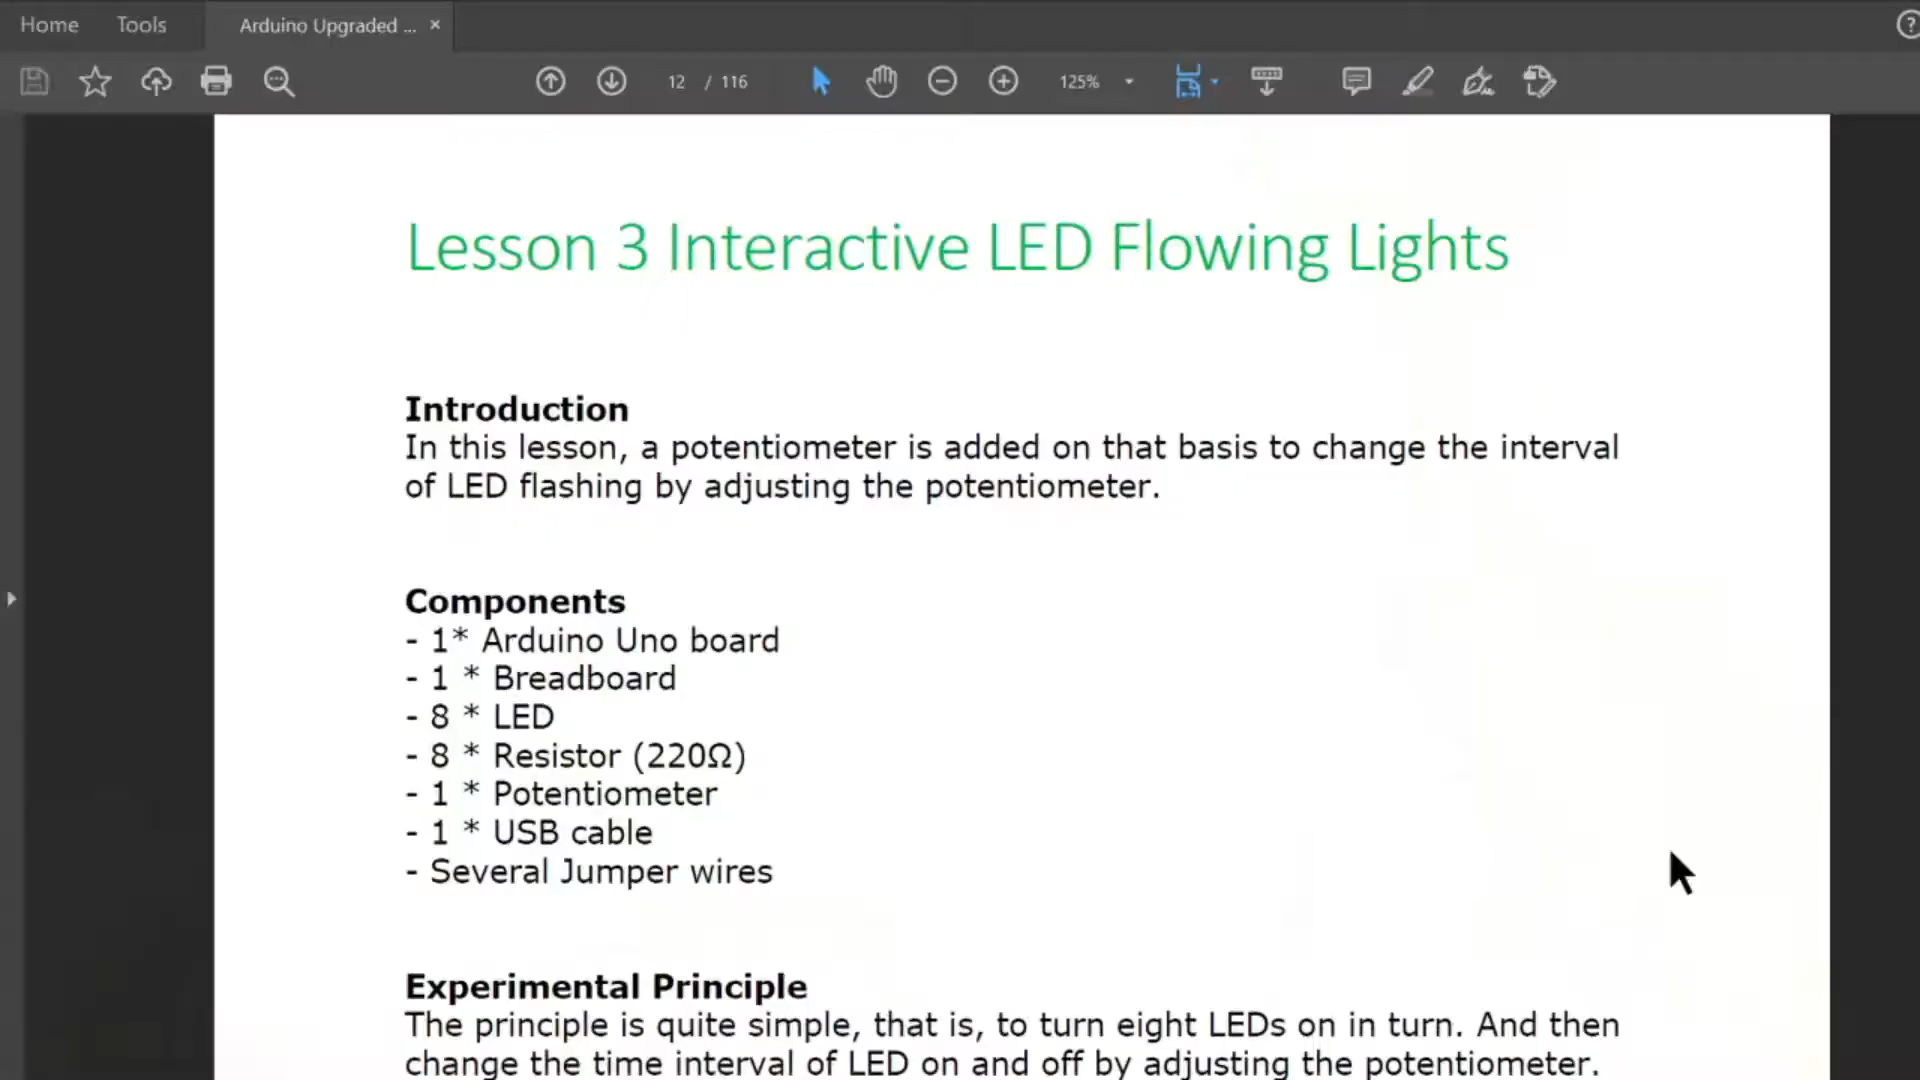 Home Tools Arduino Upgraded ... ×
12 / 116 125%
Lesson 3 Interactive LED Flowing Lights
Introduction
In this lesson, a potentiometer is added on that basis to change the interval
of LED flashing by adjusting the potentiometer.
Components
- 1* Arduino Uno board
- 1 * Breadboard
- 8 * LED
- 8 * Resistor (220Ω)
- 1 * Potentiometer
- 1 * USB cable
- Several Jumper wires
Experimental Principle
The principle is quite simple, that is, to turn eight LEDs on in turn. And then
change the time interval of LED on and off by adjusting the potentiometer.